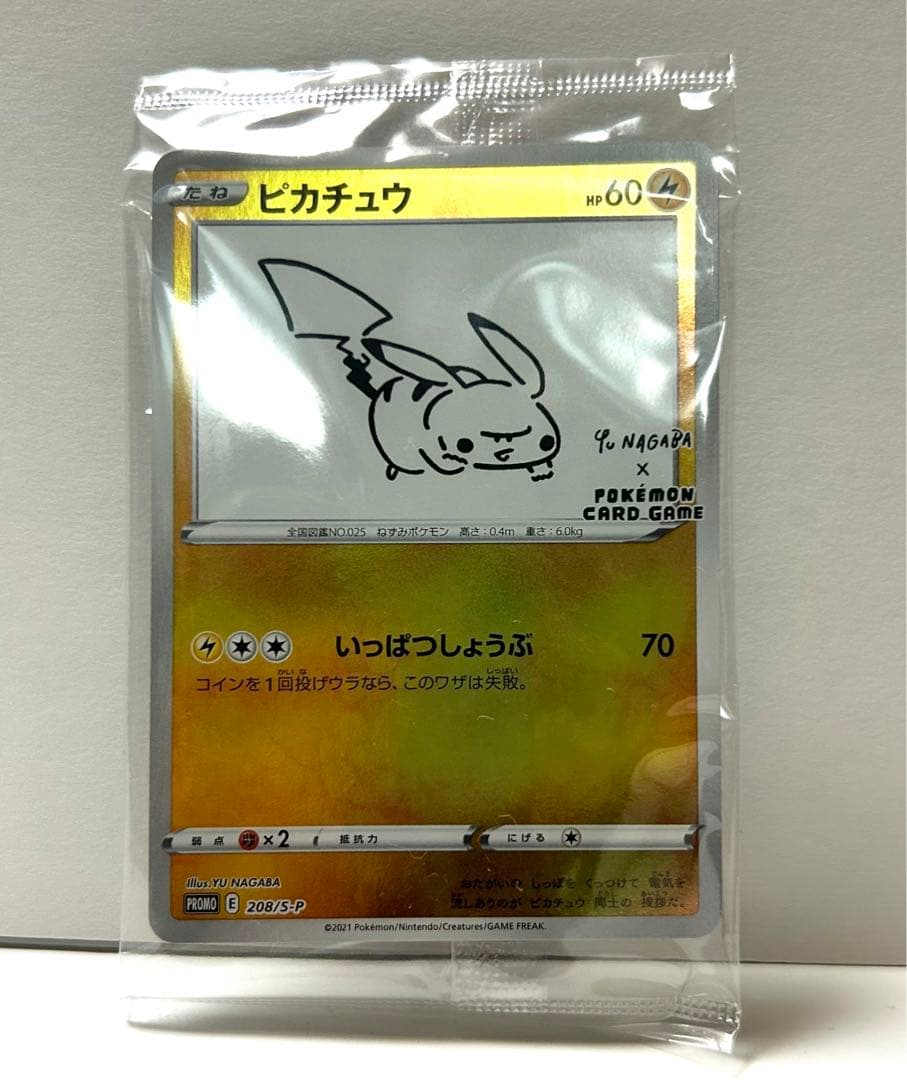 たね ピカチュウ HP60
Yu NAGABA
×
POKÉMON
CARD GAME
全国図鑑NO.025 ねずみポケモン 高さ：0.4m 重さ：6.0kg
いっぱつしょうぶ 70
コインを1回投げウラなら、このワザは失敗。
弱点 ×2 抵抗力 にげる
Illus.YU NAGABA
おたがいの しっぽを くっつけて 電気を
流しあうのが ピカチュウ 同士の 挨拶だ。
PROMO E 208/S-P
©2021 Pokémon/Nintendo/Creatures/GAME FREAK.